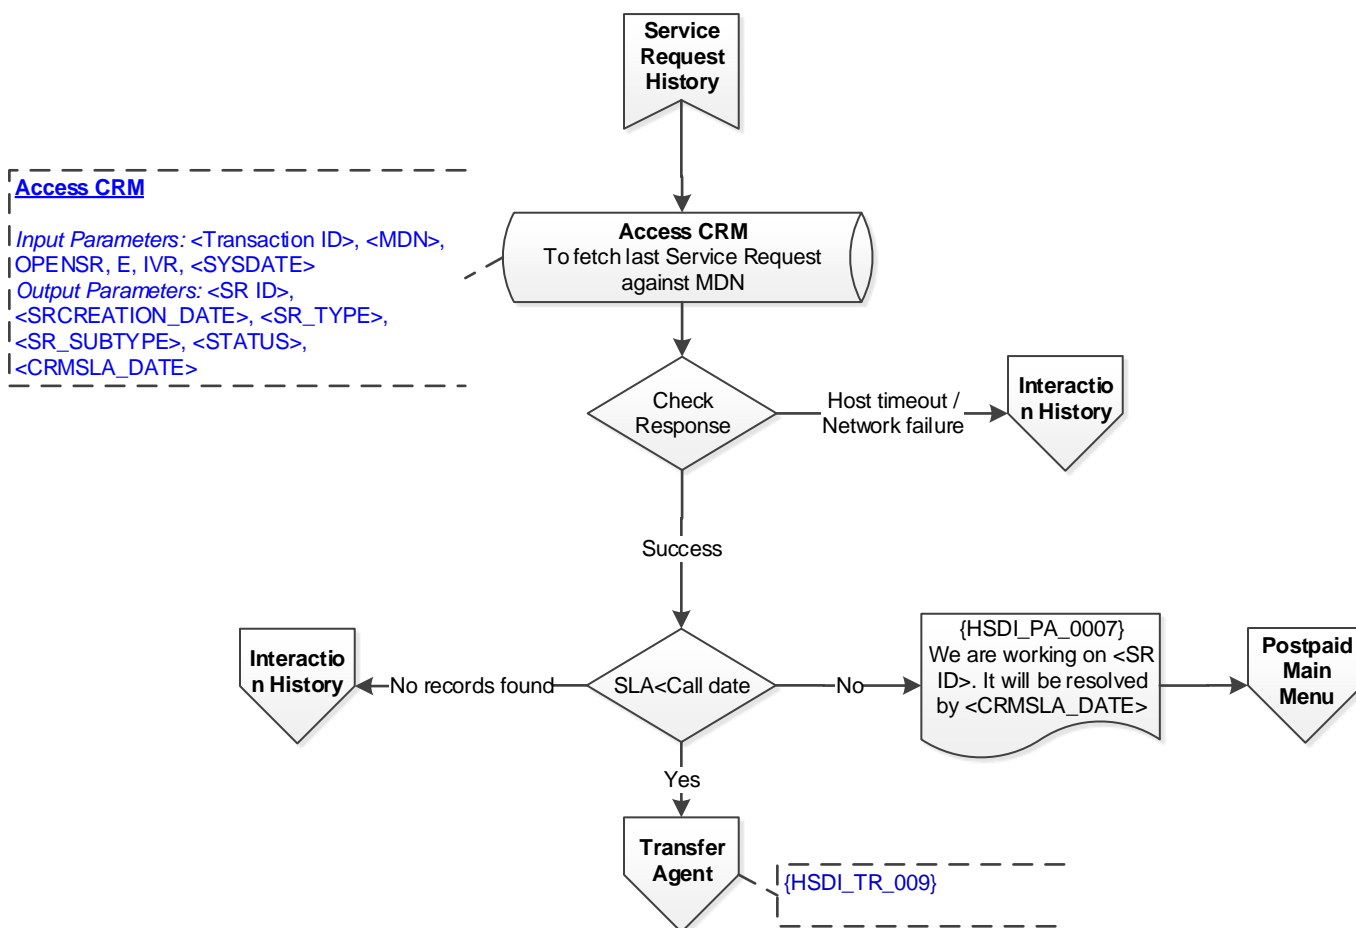 Service
Request
History
Access CRM
Input Parameters: <Transaction ID>, <MDN>,
OPENSR, E, IVR, <SYSDATE>
Output Parameters: <SR ID>,
<SRCREATION_DATE>, <SR_TYPE>,
<SR_SUBTYPE>, <STATUS>,
<CRMSLA_DATE>
Access CRM
To fetch last Service Request
against MDN
Check
Response
Host timeout /
Network failure
Interactio
n History
Success
Interactio
n History
No records found
SLA<Call date
No
{HSDI_PA_0007}
We are working on <SR
ID>. It will be resolved
by <CRMSLA_DATE>
Postpaid
Main
Menu
Yes
Transfer
Agent
{HSDI_TR_009}